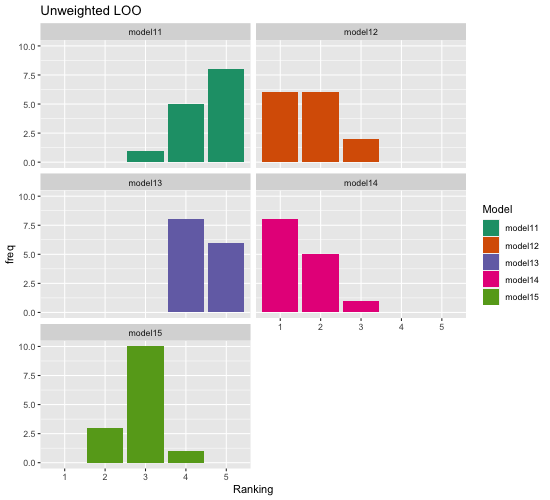 Unweighted LOO
model11 model12
10.0
7.5
5.0
2.5
0.0
model13 model14
10.0
7.5
5.0
2.5
0.0
1 2 3 4 5
model15
10.0
7.5
5.0
2.5
0.0
1 2 3 4 5
Ranking
freq
Model
model11
model12
model13
model14
model15